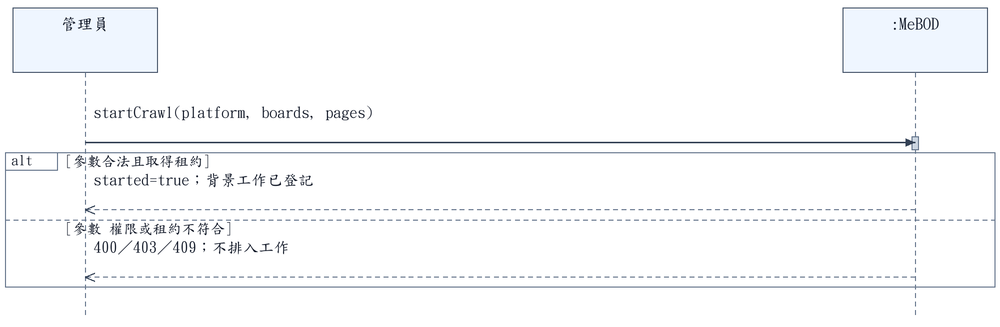 管理員
:MeBOD
startCrawl(platform, boards, pages)
alt
[參數合法且取得租約]
started=true；背景工作已登記
[參數 權限或租約不符合]
400／403／409；不排入工作